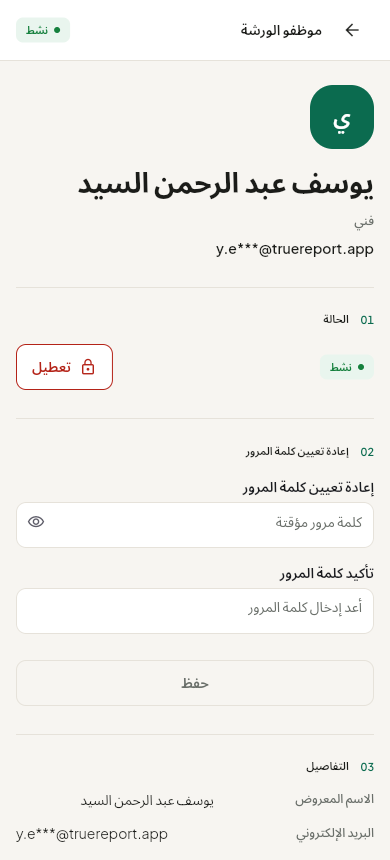 موظفو الورشة
نشط
ي
يوسف عبد الرحمن السيد
فني
y.e***@truereport.app
01 الحالة
نشط
تعطيل
02 إعادة تعيين كلمة المرور
إعادة تعيين كلمة المرور
كلمة مرور مؤقتة
تأكيد كلمة المرور
أعد إدخال كلمة المرور
حفظ
03 التفاصيل
الاسم المعروض يوسف عبد الرحمن السيد
البريد الإلكتروني y.e***@truereport.app